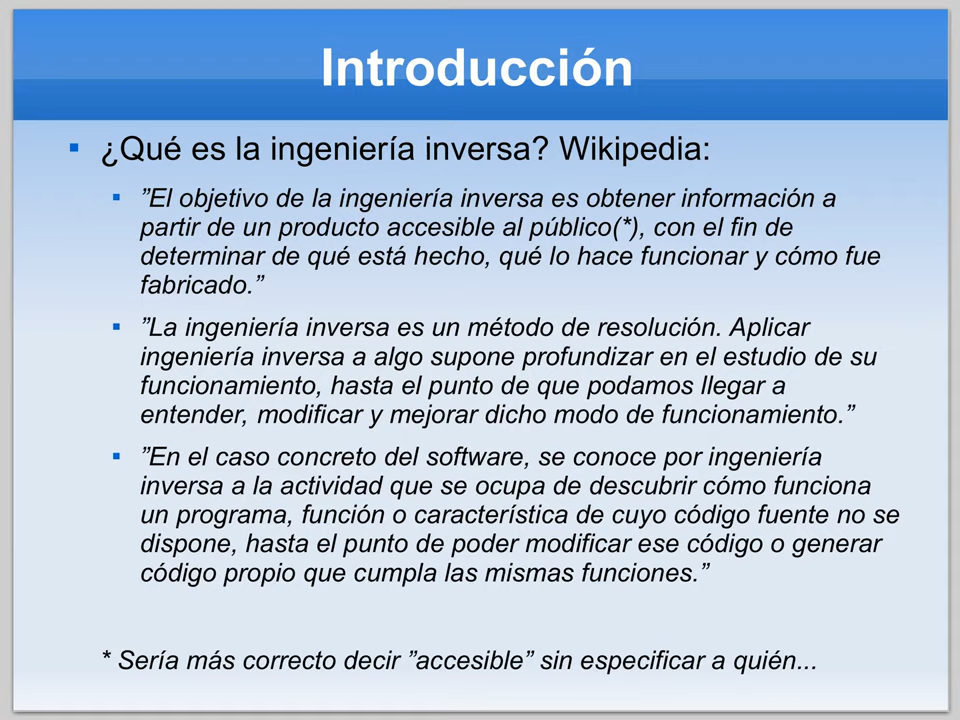 Introducción
¿Qué es la ingeniería inversa? Wikipedia:
”El objetivo de la ingeniería inversa es obtener información a
partir de un producto accesible al público(*), con el fin de
determinar de qué está hecho, qué lo hace funcionar y cómo fue
fabricado.”
”La ingeniería inversa es un método de resolución. Aplicar
ingeniería inversa a algo supone profundizar en el estudio de su
funcionamiento, hasta el punto de que podamos llegar a
entender, modificar y mejorar dicho modo de funcionamiento.”
”En el caso concreto del software, se conoce por ingeniería
inversa a la actividad que se ocupa de descubrir cómo funciona
un programa, función o característica de cuyo código fuente no se
dispone, hasta el punto de poder modificar ese código o generar
código propio que cumpla las mismas funciones.”
* Sería más correcto decir ”accesible” sin especificar a quién...